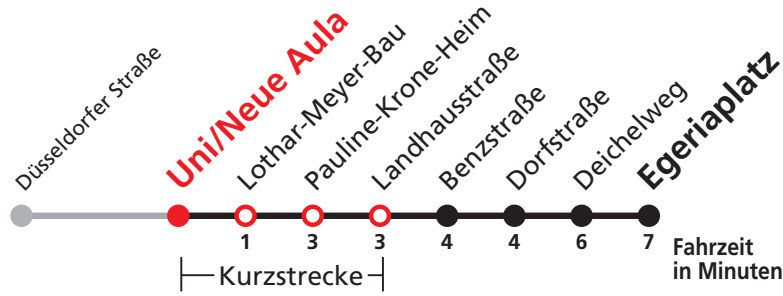 Düsseldorfer Straße
Uni/Neue Aula
Lothar-Meyer-Bau
Pauline-Krone-Heim
Landhausstraße
Benzstraße
Dorfstraße
Deichelweg
Egeriaplatz
1 3 3 4 4 6 7
Fahrzeit
in Minuten
Kurzstrecke